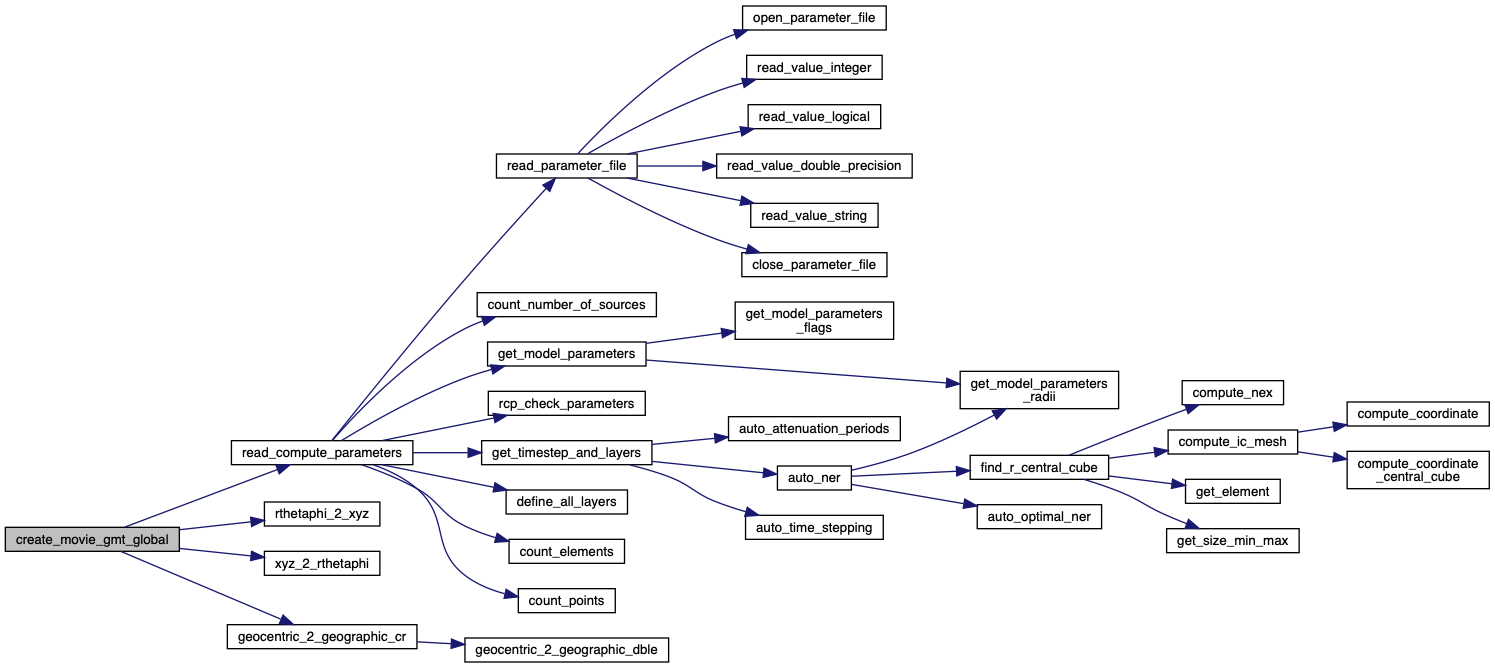 open_parameter_file
read_value_integer
read_value_logical
read_parameter_file
read_value_double_precision
read_value_string
close_parameter_file
count_number_of_sources
get_model_parameters
_flags
get_model_parameters
get_model_parameters
_radii
compute_nex
rcp_check_parameters
compute_coordinate
auto_attenuation_periods
compute_ic_mesh
read_compute_parameters
get_timestep_and_layers
find_r_central_cube
compute_coordinate
_central_cube
auto_ner
get_element
define_all_layers
rthetaphi_2_xyz
auto_optimal_ner
auto_time_stepping
create_movie_gmt_global
get_size_min_max
count_elements
xyz_2_rthetaphi
count_points
geocentric_2_geographic_cr
geocentric_2_geographic_dble